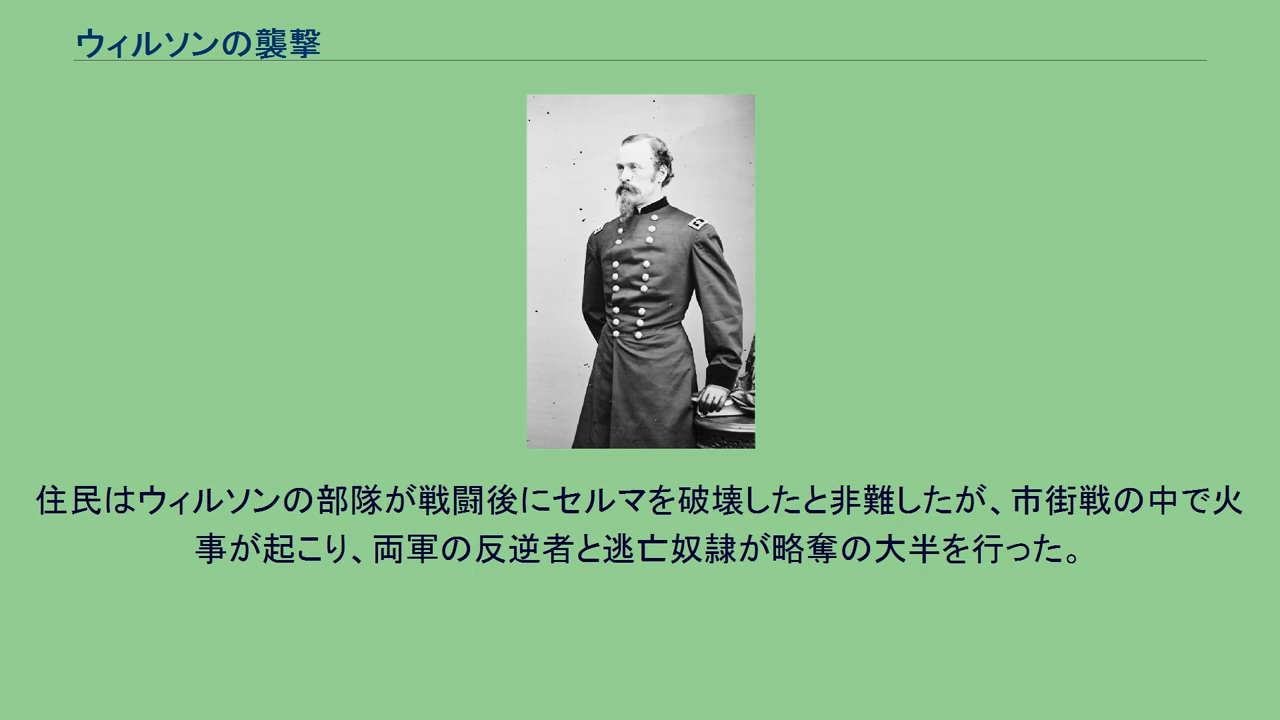 ウィルソンの襲撃
住民はウィルソンの部隊が戦闘後にセルマを破壊したと非難したが、市街戦の中で火
事が起こり、両軍の反逆者と逃亡奴隷が略奪の大半を行った。